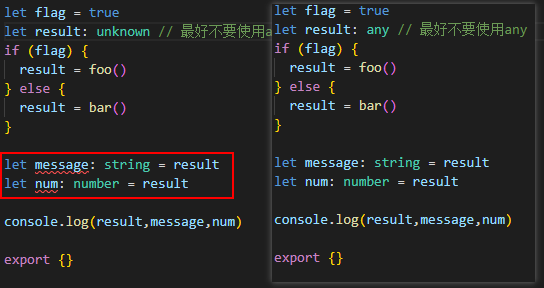 let flag = true
let result: unknown // 最好不要使用a
if (flag) {
  result = foo()
} else {
  result = bar()
}
let message: string = result
let num: number = result
console.log(result,message,num)
export {}
let flag = true
let result: any // 最好不要使用any
if (flag) {
  result = foo()
} else {
  result = bar()
}
let message: string = result
let num: number = result
console.log(result,message,num)
export {}